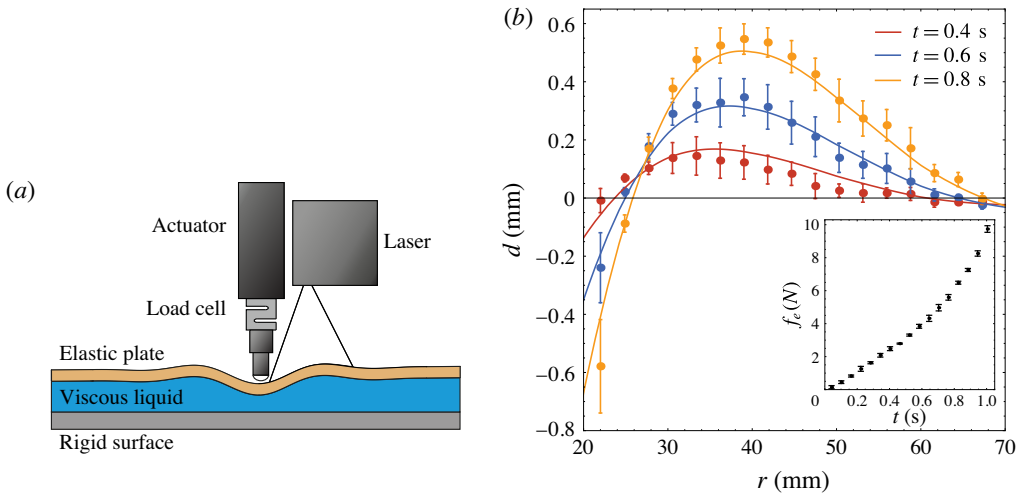 (a)
Actuator
Laser
Load cell
Elastic plate
Viscous liquid
Rigid surface
(b)
0.6
0.4
0.2
0
−0.2
−0.4
−0.6
−0.8
d (mm)
t = 0.4 s
t = 0.6 s
t = 0.8 s
10
8
6
4
2
f_e(N)
0 0.2 0.4 0.6 0.8 1.0
t (s)
20 30 40 50 60 70
r (mm)